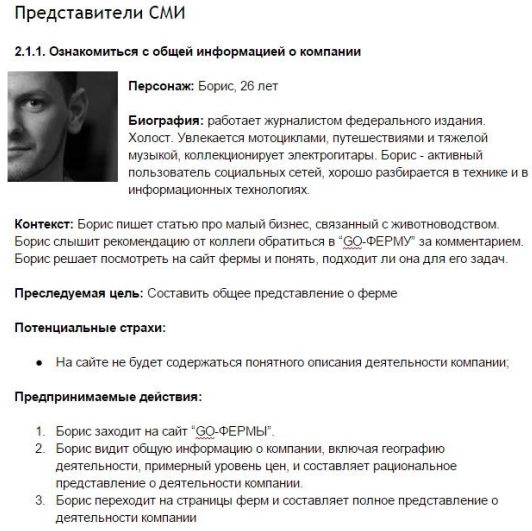 Представители СМИ
2.1.1. Ознакомиться с общей информацией о компании
Персонаж: Борис, 26 лет
Биография: работает журналистом федерального издания.
Холост. Увлекается мотоциклами, путешествиями и тяжелой
музыкой, коллекционирует электрогитары. Борис - активный
пользователь социальных сетей, хорошо разбирается в технике и в
информационных технологиях.
Контекст: Борис пишет статью про малый бизнес, связанный с животноводством.
Борис слышит рекомендацию от коллеги обратиться в “GO-ФЕРМУ” за комментарием.
Борис решает посмотреть на сайт фермы и понять, подходит ли она для его задач.
Преследуемая цель: Составить общее представление о ферме
Потенциальные страхи:
● На сайте не будет содержаться понятного описания деятельности компании;
Предпринимаемые действия:
1. Борис заходит на сайт “GO-ФЕРМЫ”.
2. Борис видит общую информацию о компании, включая географию
деятельности, примерный уровень цен, и составляет рациональное
представление о деятельности компании.
3. Борис переходит на страницы ферм и составляет полное представление о
деятельности компании